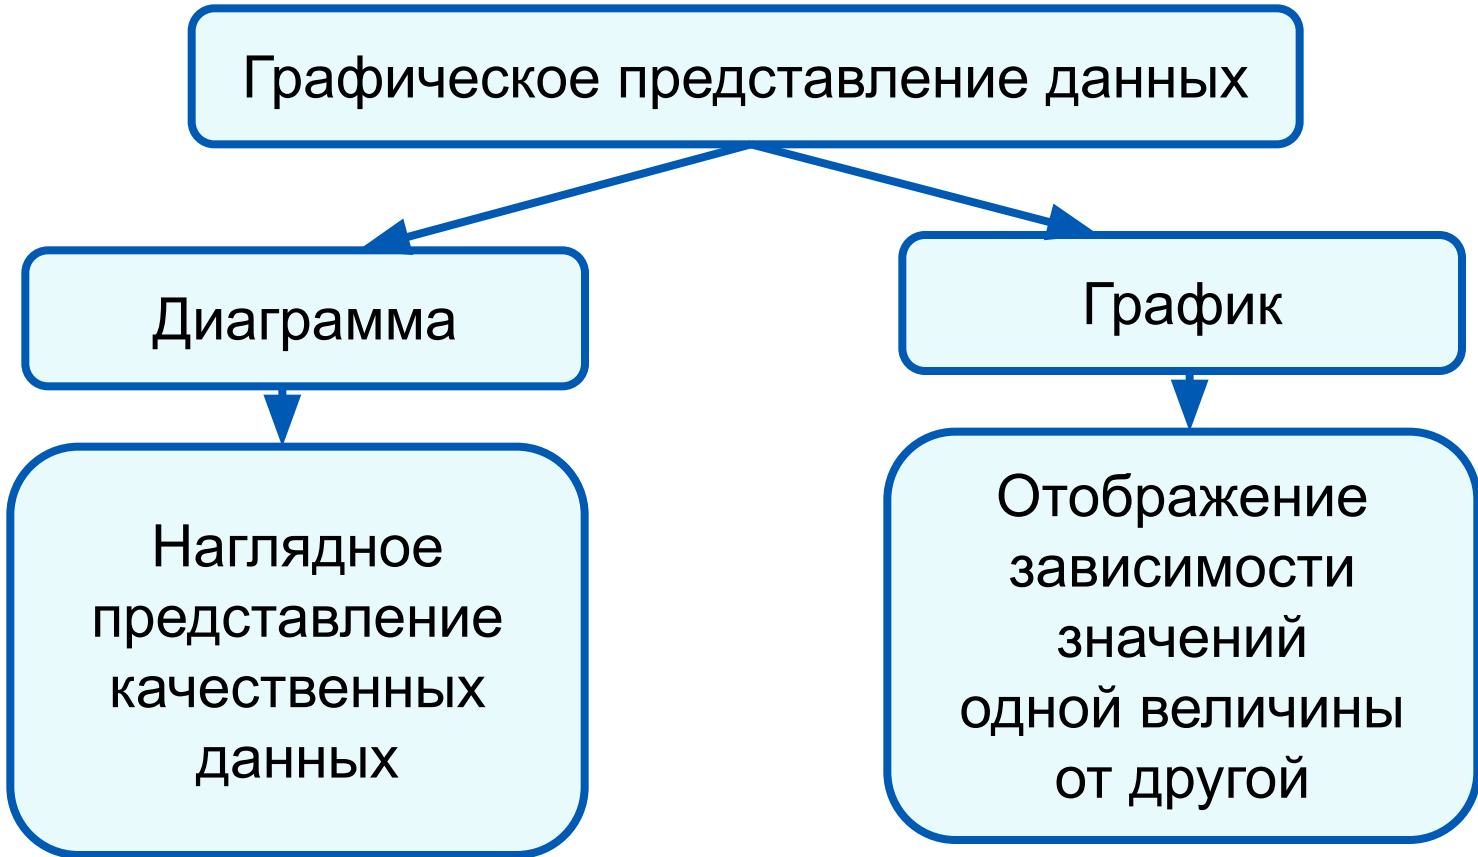 Графическое представление данных
Диаграмма
График
Наглядное
представление
качественных
данных
Отображение
зависимости
значений
одной величины
от другой